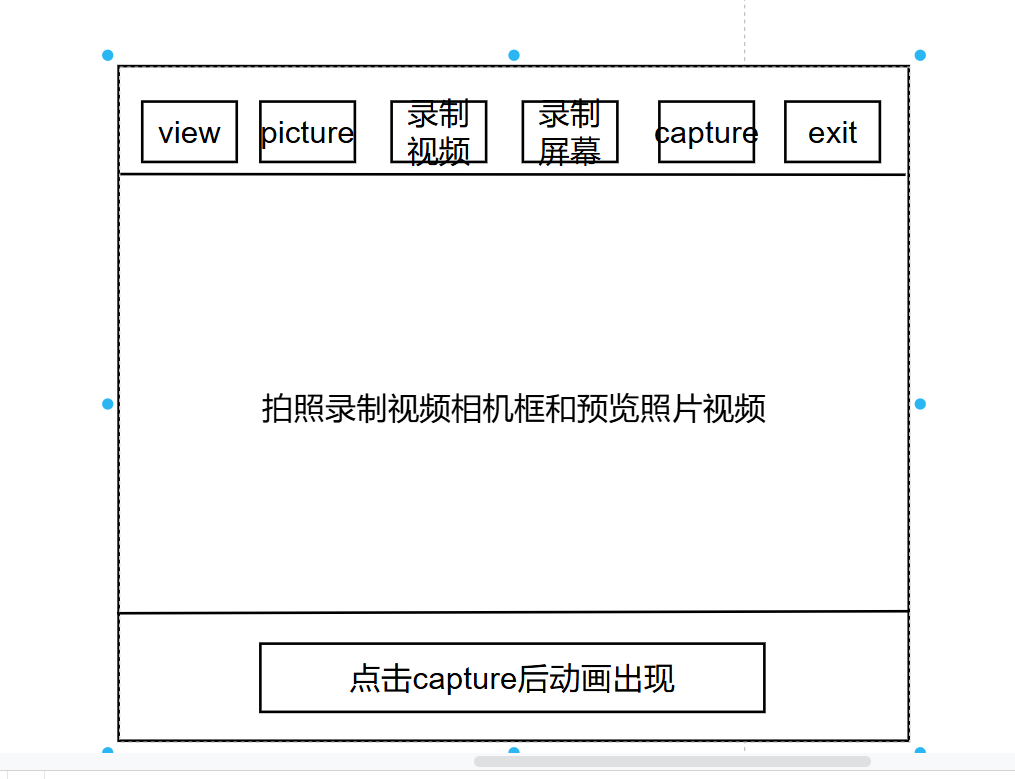 view
picture
录制
视频
录制
屏幕
capture
exit
拍照录制视频相机框和预览照片视频
点击capture后动画出现